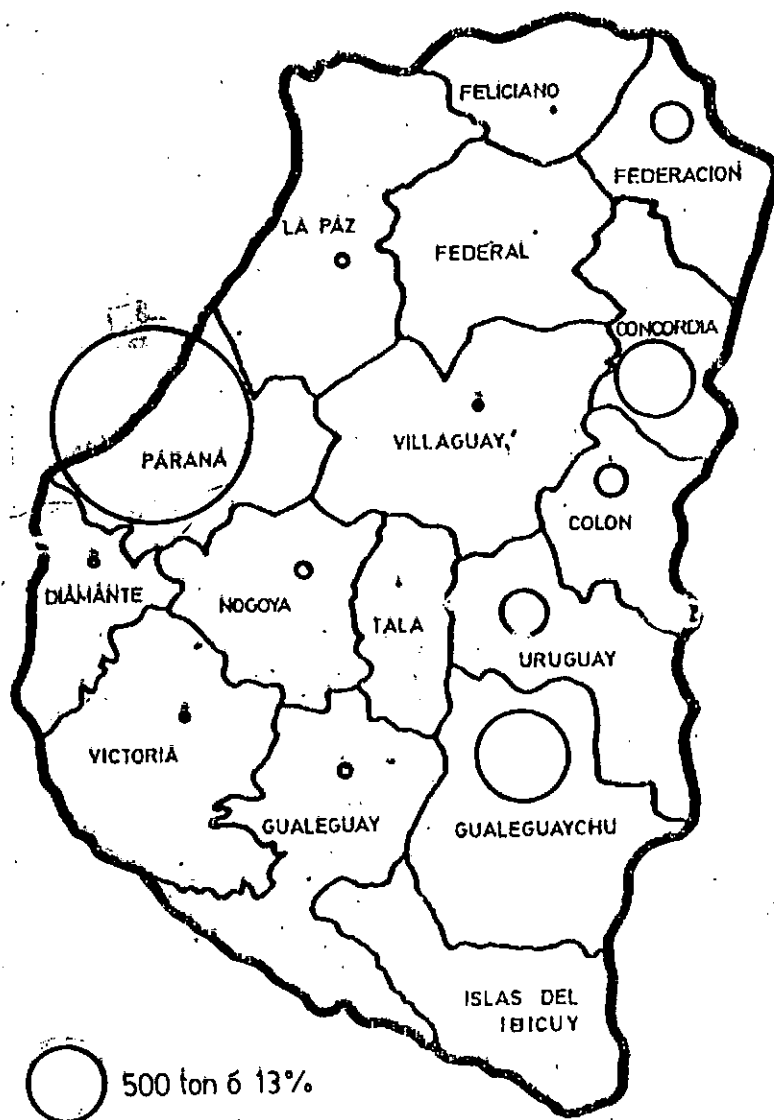 FELICIANO
FEDERACION
LA PAZ
FEDERAL
CONCORDIA
PARANÁ
VILLAGUAY
COLON
DIAMANTE
NOGOYA
TALA
URUGUAY
VICTORIA
GUALEGUAY
GUALEGUAYCHU
ISLAS DEL
IBICUY
500 ton ó 13%